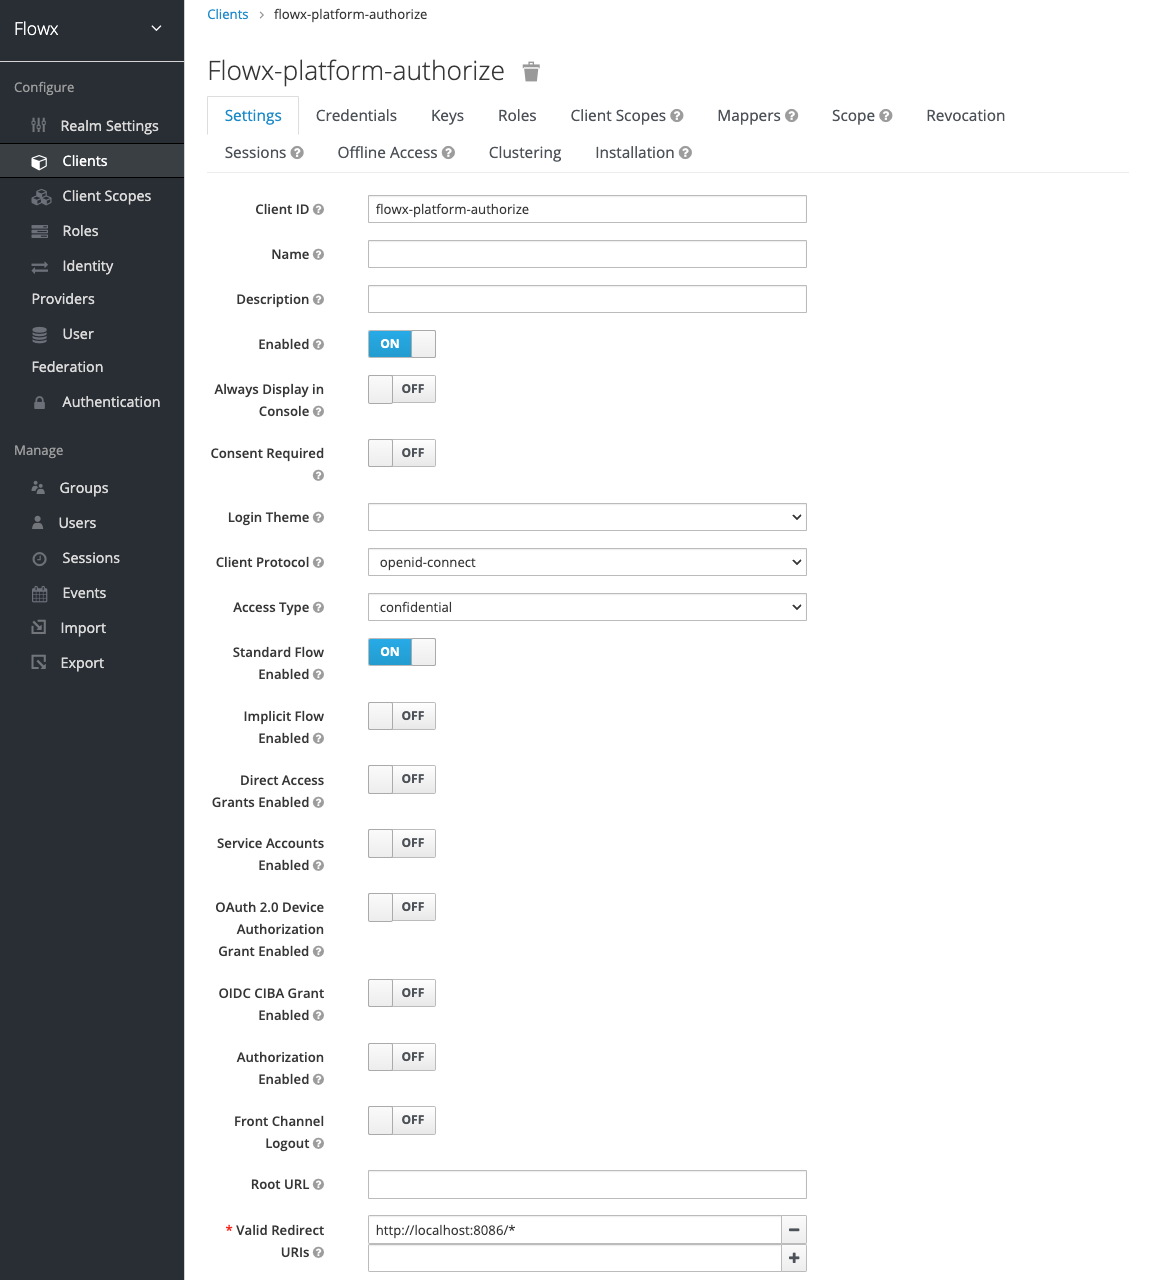 Flowx
Configure
Realm Settings
Clients
Client Scopes
Roles
Identity
Providers
User
Federation
Authentication
Manage
Groups
Users
Sessions
Events
Import
Export
Clients > flowx-platform-authorize
Flowx-platform-authorize
Settings Credentials Keys Roles Client Scopes Mappers Scope Revocation
Sessions Offline Access Clustering Installation
Client ID flowx-platform-authorize
Name
Description
Enabled ON
Always Display in OFF
Console
Consent Required OFF
Login Theme
Client Protocol openid-connect
Access Type confidential
Standard Flow ON
Enabled
Implicit Flow OFF
Enabled
Direct Access OFF
Grants Enabled
Service Accounts OFF
Enabled
OAuth 2.0 Device OFF
Authorization
Grant Enabled
OIDC CIBA Grant OFF
Enabled
Authorization OFF
Enabled
Front Channel OFF
Logout
Root URL
* Valid Redirect http://localhost:8086/*
URIs